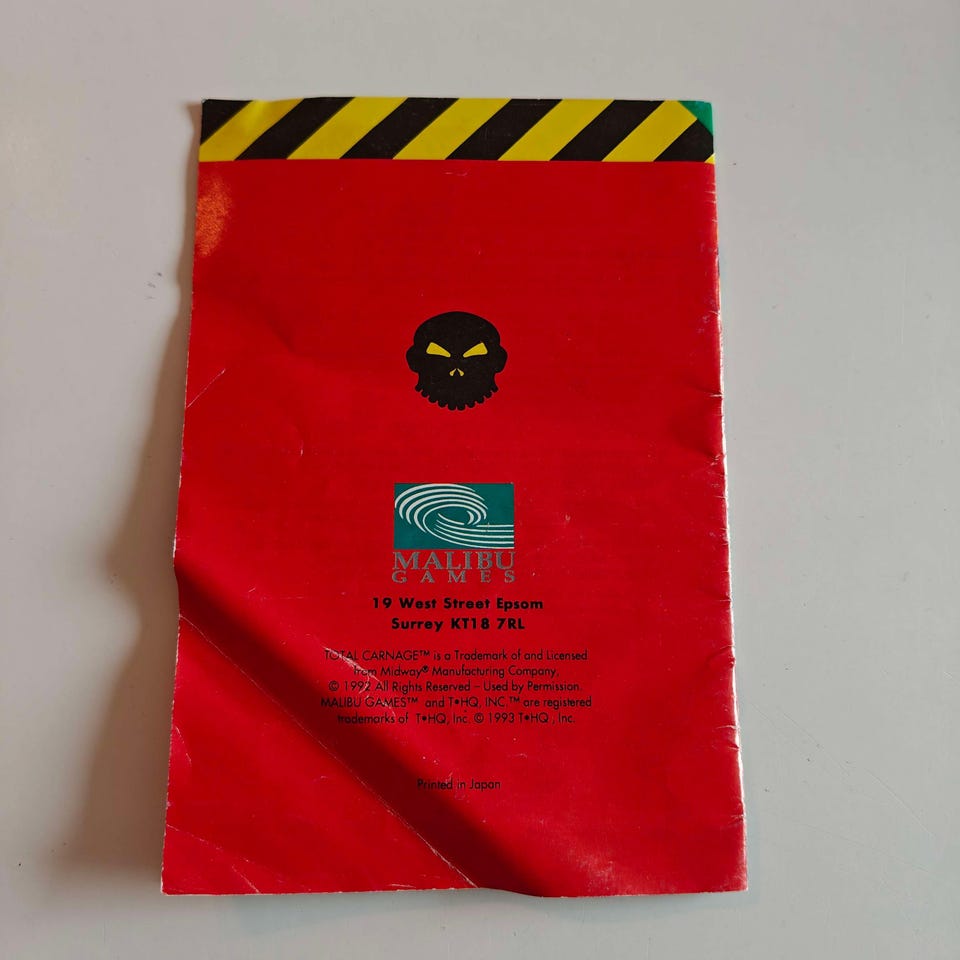 MALIBU
GAMES
19 West Street Epsom
Surrey KT18 7RL
TOTAL CARNAGE™ is a Trademark of and Licensed
from Midway® Manufacturing Company.
© 1992 All Rights Reserved – Used by Permission.
MALIBU GAMES™ and T•HQ, INC.™ are registered
trademarks of T•HQ, Inc. © 1993 T•HQ , Inc.
Printed in Japan